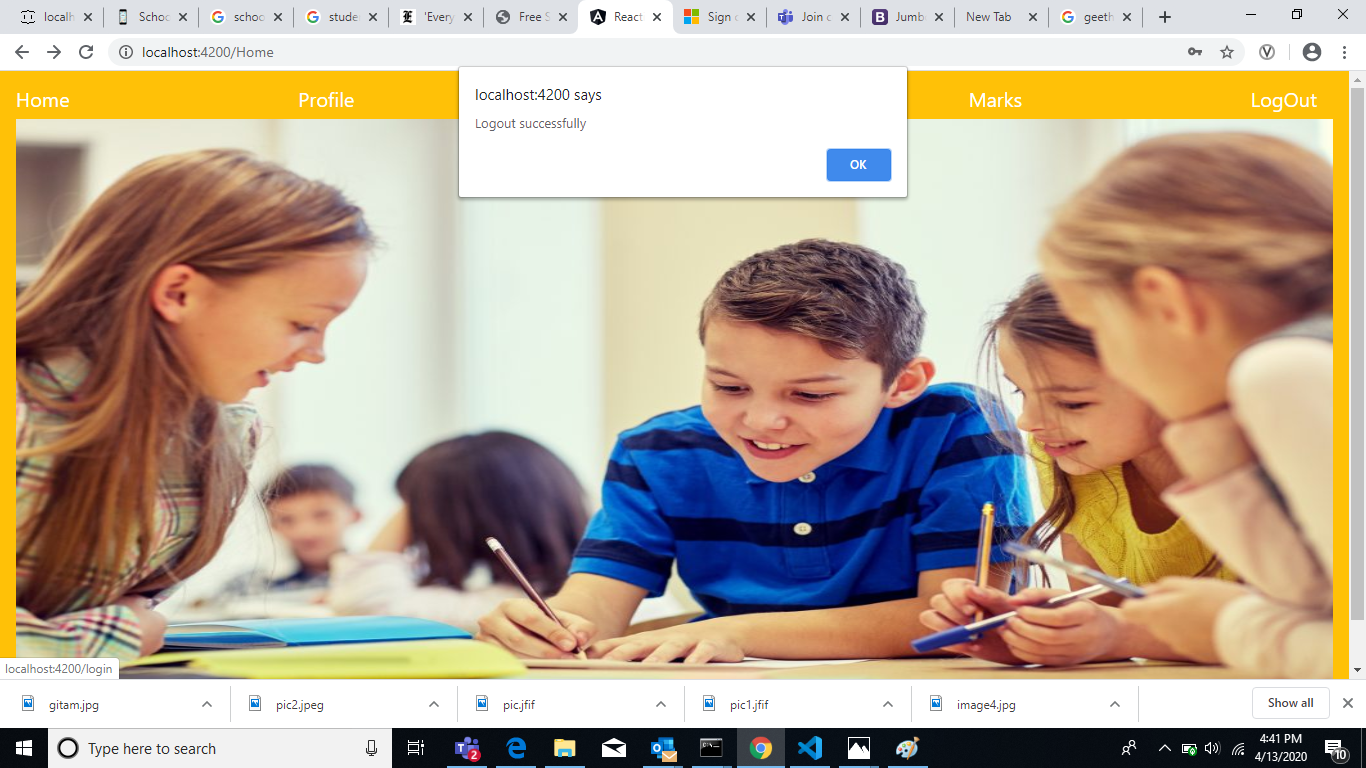 localh
Schoo
schoo
stude
'Every
Free S
React
Sign
Join
Jumb
New Tab
geeth
localhost:4200/Home
localhost:4200 says
Logout successfully
OK
Home Profile Marks LogOut
localhost:4200/login
gitam.jpg pic2.jpeg pic.jfif pic1.jfif image4.jpg Show all
Type here to search
2
4:41 PM
4/13/2020
10